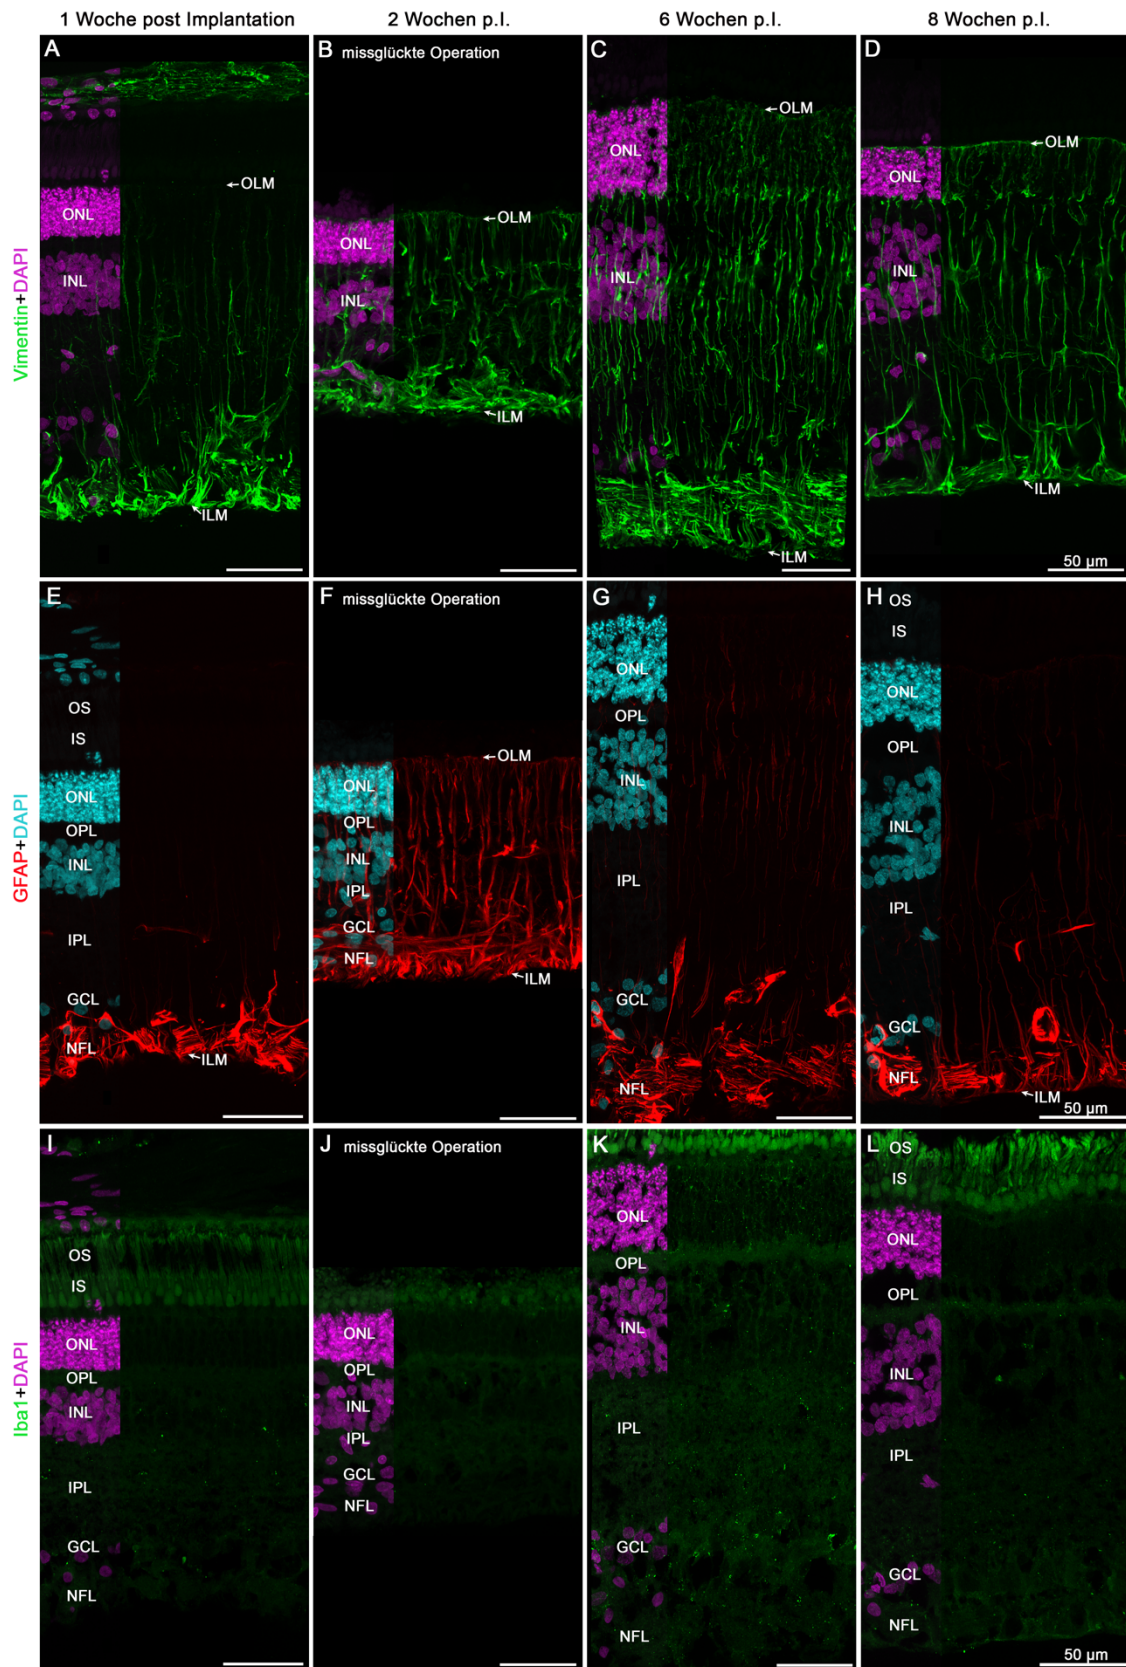 1 Woche post Implantation
2 Wochen p.I.
6 Wochen p.I.
8 Wochen p.I.
Vimentin+DAPI
A
OLM
ONL
INL
ILM
B missglückte Operation
OLM
ONL
INL
ILM
C
OLM
ONL
INL
ILM
D
OLM
ONL
INL
ILM
50 µm
GFAP+DAPI
E
OS
IS
ONL
OPL
INL
IPL
GCL
NFL
ILM
F missglückte Operation
OLM
ONL
OPL
INL
IPL
GCL
NFL
ILM
G
ONL
OPL
INL
IPL
GCL
NFL
H
OS
IS
ONL
OPL
INL
IPL
GCL
NFL
ILM
50 µm
Iba1+DAPI
I
OS
IS
ONL
OPL
INL
IPL
GCL
NFL
J missglückte Operation
ONL
OPL
INL
IPL
GCL
NFL
K
ONL
OPL
INL
IPL
GCL
NFL
L
OS
IS
ONL
OPL
INL
IPL
GCL
NFL
50 µm